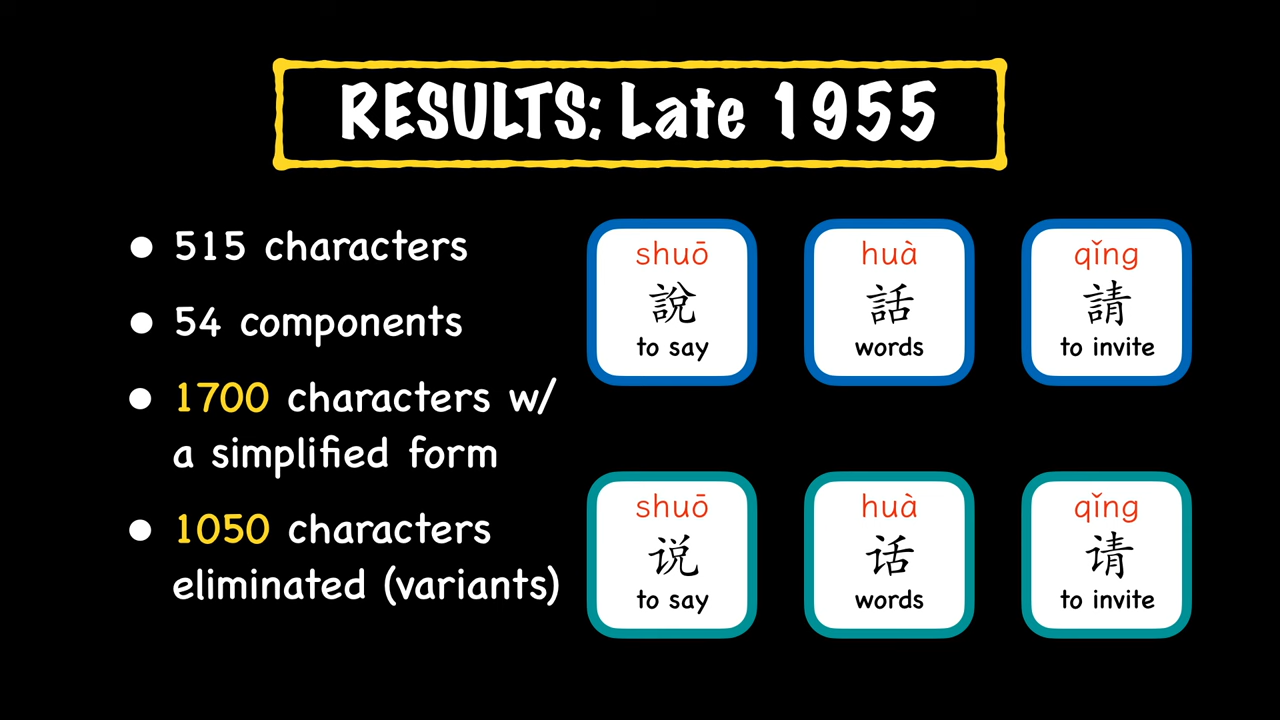 RESULTS: Late 1955
● 515 characters
● 54 components
● 1700 characters w/
a simplified form
● 1050 characters
eliminated (variants)
shuō
說
to say
huà
話
words
qǐng
請
to invite
shuō
说
to say
huà
话
words
qǐng
请
to invite